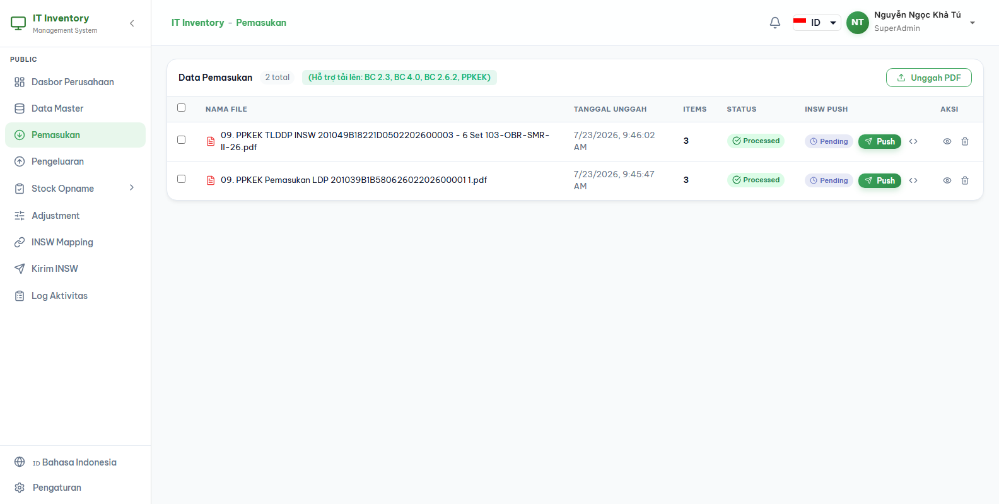 IT Inventory
Management System
IT Inventory - Pemasukan
ID
NT
Nguyễn Ngọc Khả Tú
SuperAdmin
PUBLIC
Dasbor Perusahaan
Data Master
Pemasukan
Pengeluaran
Stock Opname
Adjustment
INSW Mapping
Kirim INSW
Log Aktivitas
ID Bahasa Indonesia
Pengaturan
Data Pemasukan 2 total (Hỗ trợ tải lên: BC 2.3, BC 4.0, BC 2.6.2, PPKEK) Unggah PDF
NAMA FILE TANGGAL UNGGAH ITEMS STATUS INSW PUSH AKSI
09. PPKEK TLDDP INSW 201049B18221D0502202600003 - 6 Set 103-OBR-SMR-
II-26.pdf
7/23/2026, 9:46:02
AM
3 Processed Pending Push
09. PPKEK Pemasukan LDP 201039B1B58062602202600001 1.pdf
7/23/2026, 9:45:47
AM
3 Processed Pending Push